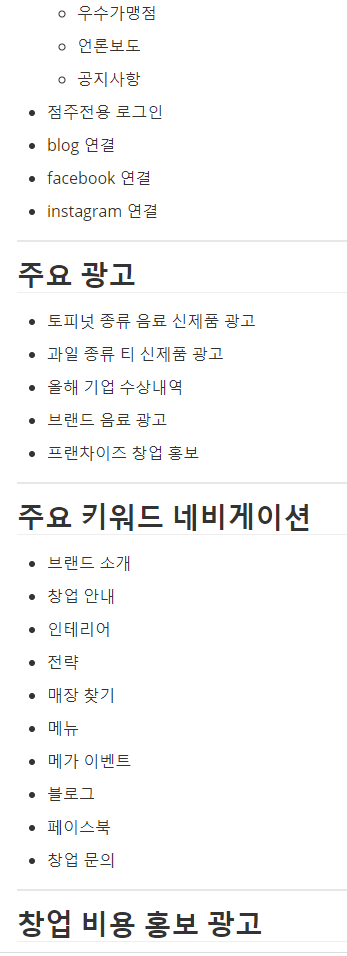 우수가맹점
언론보도
공지사항
점주전용 로그인
blog 연결
facebook 연결
instagram 연결
주요 광고
토피넛 종류 음료 신제품 광고
과일 종류 티 신제품 광고
올해 기업 수상내역
브랜드 음료 광고
프랜차이즈 창업 홍보
주요 키워드 네비게이션
브랜드 소개
창업 안내
인테리어
전략
매장 찾기
메뉴
메가 이벤트
블로그
페이스북
창업 문의
창업 비용 홍보 광고